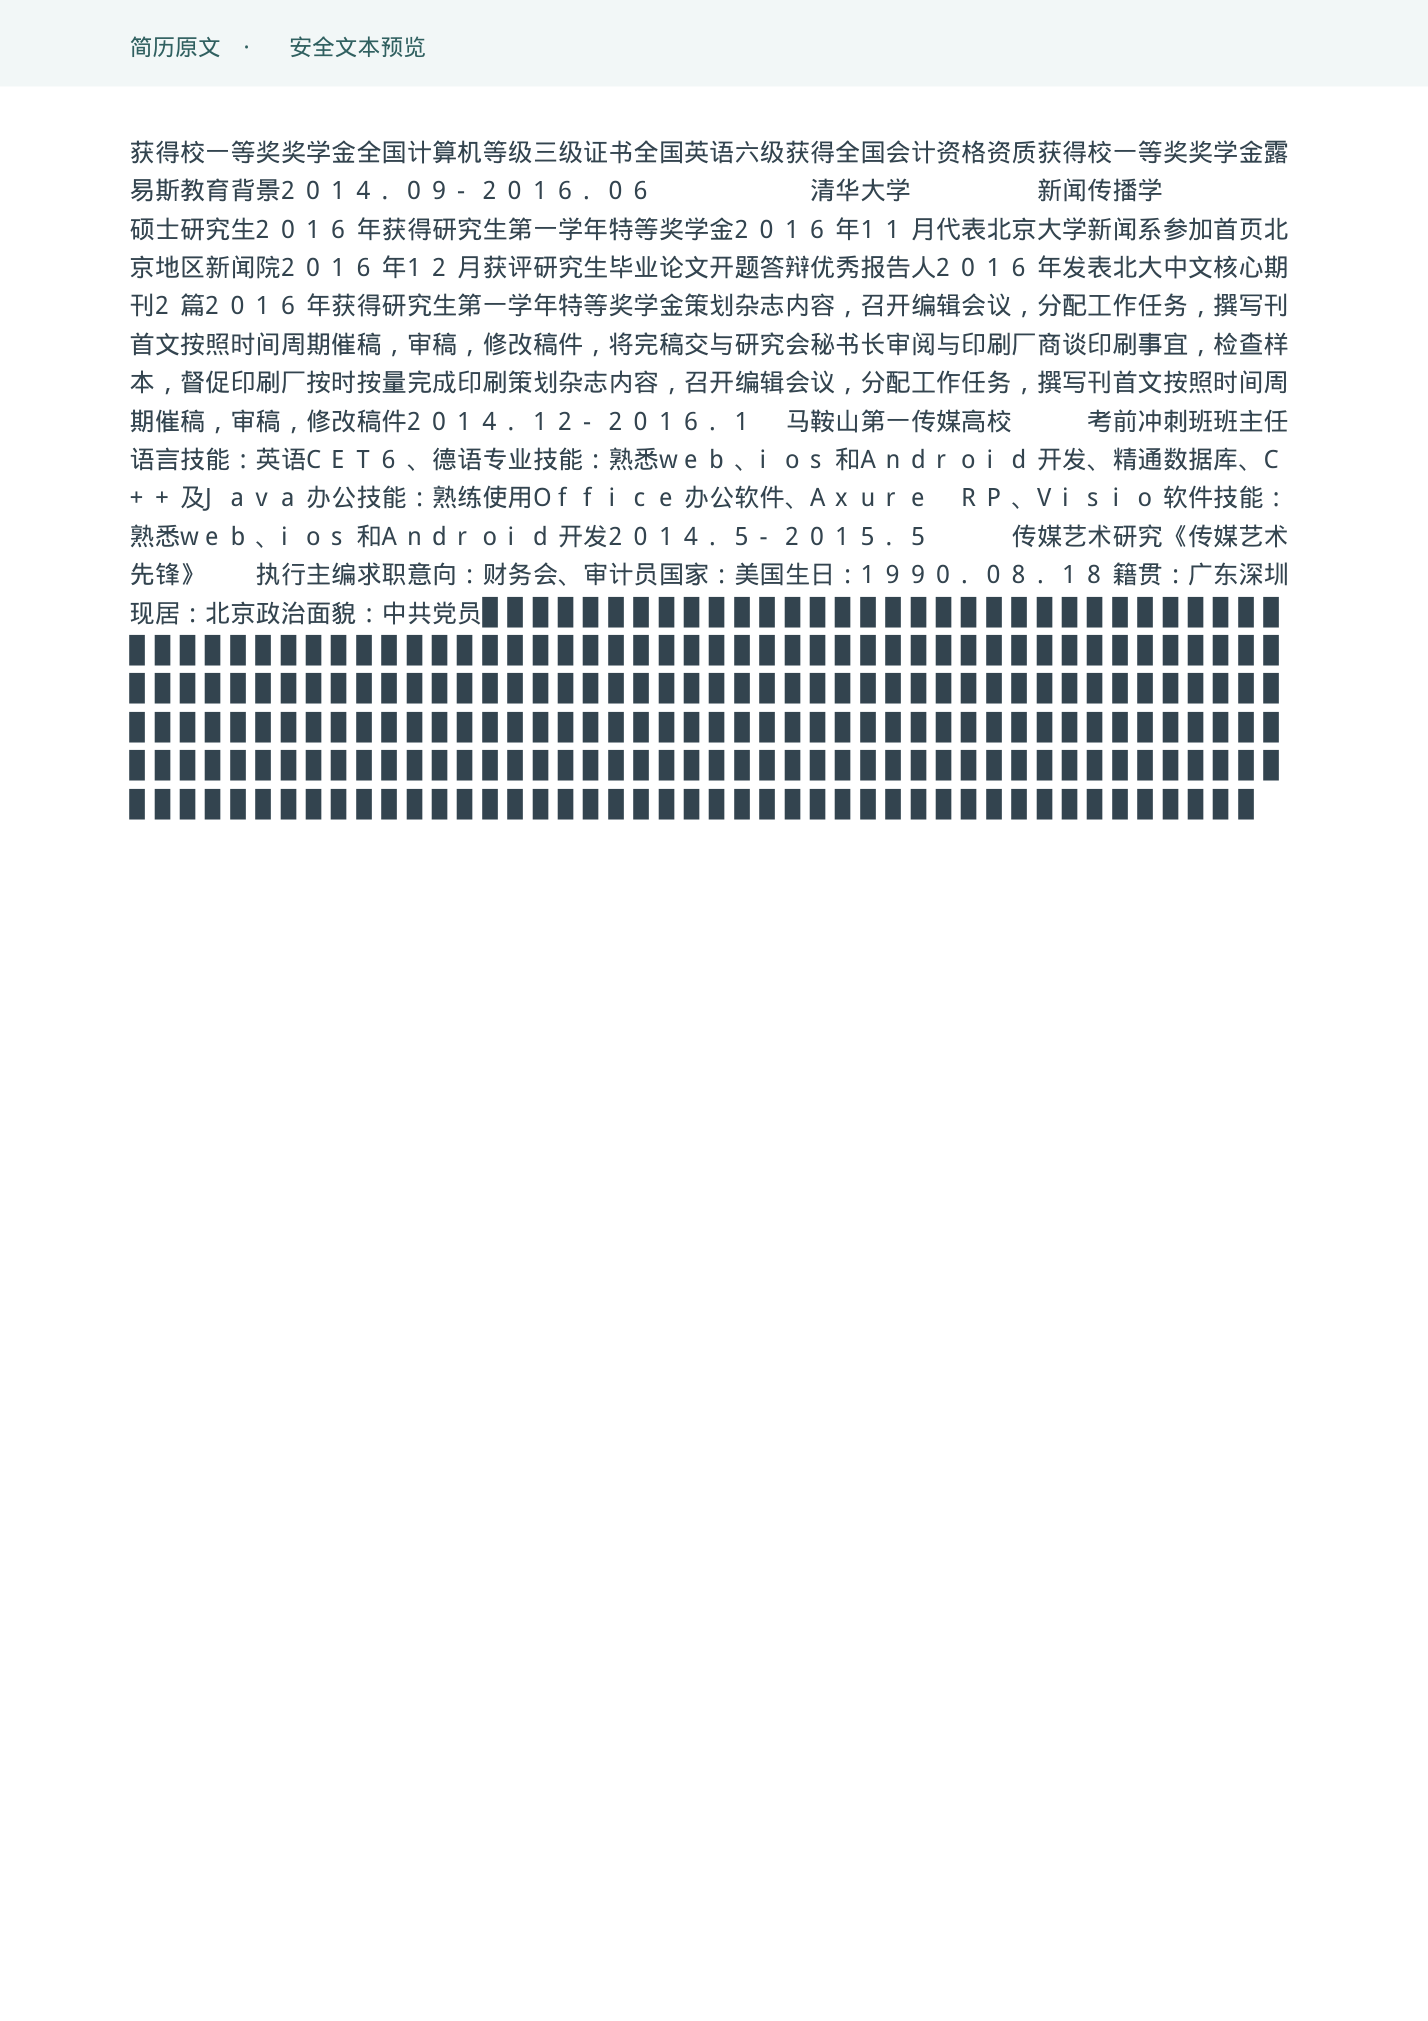 简历原文 · 安全文本预览
获得校一等奖奖学金全国计算机等级三级证书全国英语六级获得全国会计资格资质获得校一等奖奖学金露
易斯教育背景2014.09-2016.06 清华大学 新闻传播学
硕士研究生2016年获得研究生第一学年特等奖学金2016年11月代表北京大学新闻系参加首页北
京地区新闻院2016年12月获评研究生毕业论文开题答辩优秀报告人2016年发表北大中文核心期
刊2篇2016年获得研究生第一学年特等奖学金策划杂志内容，召开编辑会议，分配工作任务，撰写刊
首文按照时间周期催稿，审稿，修改稿件，将完稿交与研究会秘书长审阅与印刷厂商谈印刷事宜，检查样
本，督促印刷厂按时按量完成印刷策划杂志内容，召开编辑会议，分配工作任务，撰写刊首文按照时间周
期催稿，审稿，修改稿件2014.12-2016.1 马鞍山第一传媒高校 考前冲刺班班主任
语言技能：英语CET6、德语专业技能：熟悉web、ios和Android开发、精通数据库、C
++及Java办公技能：熟练使用Office办公软件、Axure RP、Visio软件技能：
熟悉web、ios和Android开发2014.5-2015.5 传媒艺术研究《传媒艺术
先锋》 执行主编求职意向：财务会、审计员国家：美国生日：1990.08.18籍贯：广东深圳
现居：北京政治面貌：中共党员